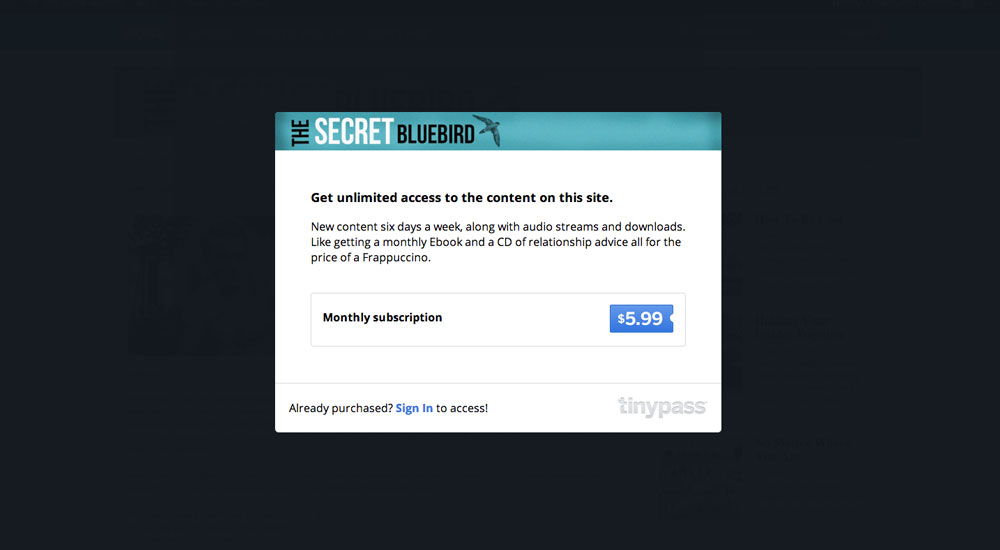 THE SECRET BLUEBIRD
Get unlimited access to the content on this site.
New content six days a week, along with audio streams and downloads.
Like getting a monthly Ebook and a CD of relationship advice all for the
price of a Frappuccino.
Monthly subscription
$5.99
Already purchased? Sign In to access!
tinypass